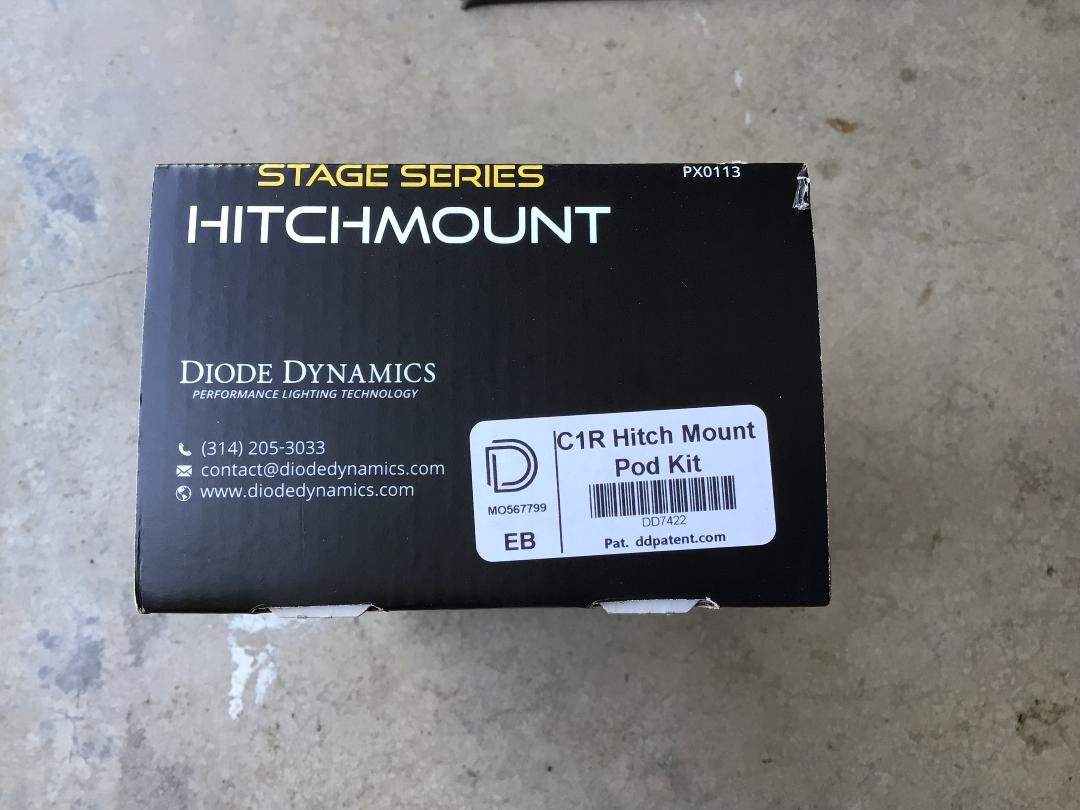 STAGE SERIES
PX0113
HITCHMOUNT
DIODE DYNAMICS
PERFORMANCE LIGHTING TECHNOLOGY
(314) 205-3033
contact@diodedynamics.com
www.diodedynamics.com
C1R Hitch Mount
Pod Kit
MO567799
DD7422
EB
Pat. ddpatent.com